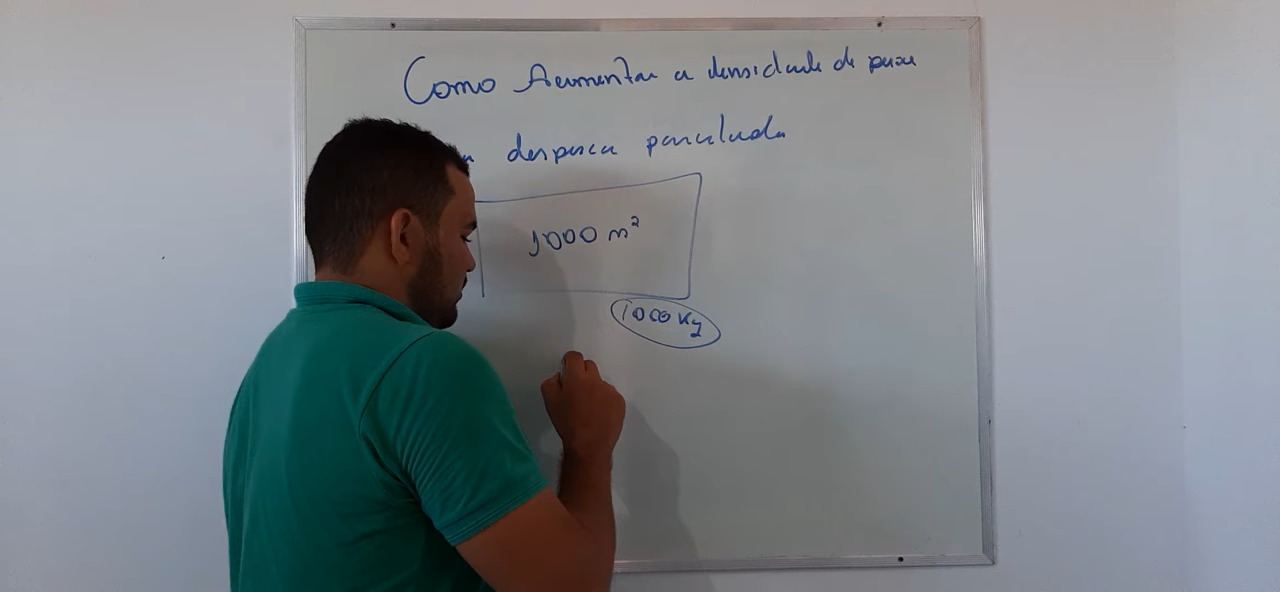 Como Aumentar a densidade de peixe
despesca parcelada
1000 m²
1000 Kg